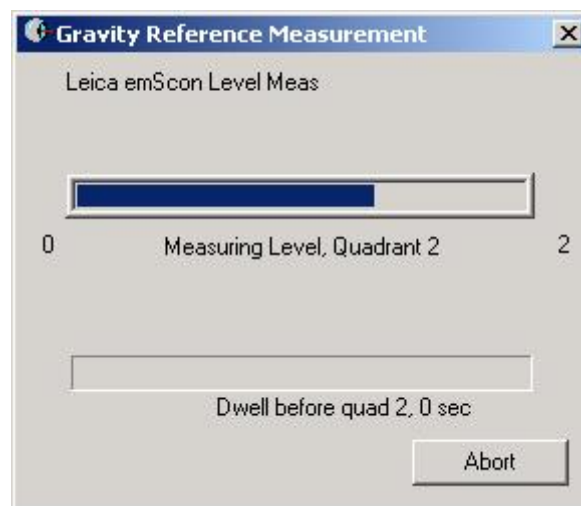 Gravity Reference Measurement
Leica emScon Level Meas
0 Measuring Level, Quadrant 2 2
Dwell before quad 2, 0 sec
Abort